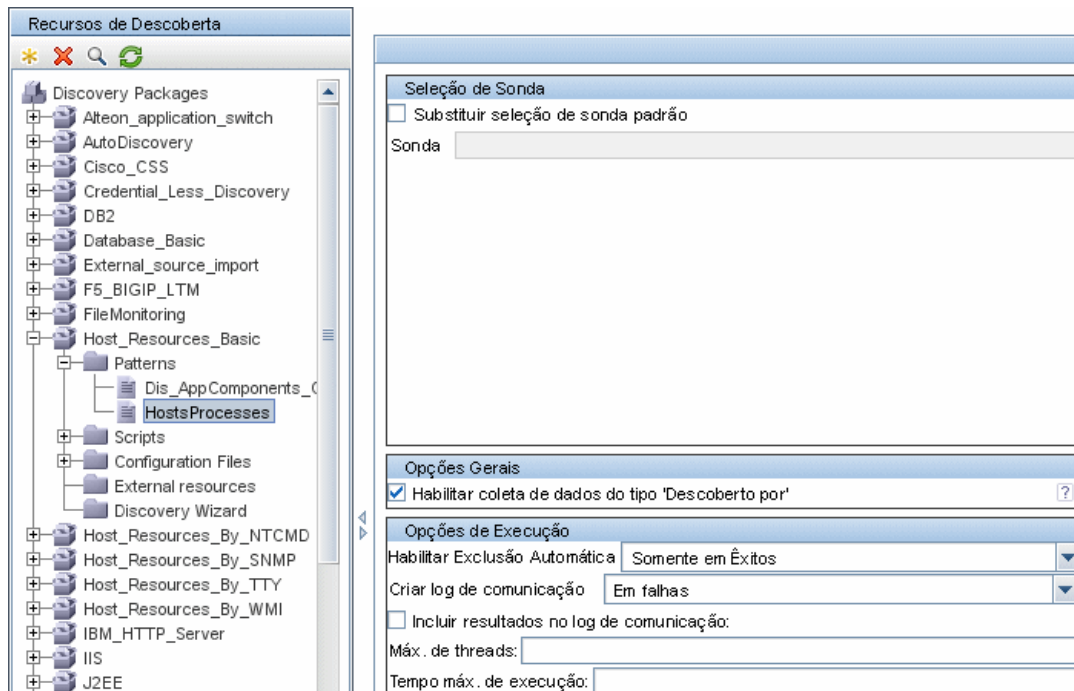 Recursos de Descoberta
Discovery Packages
Alteon_application_switch
AutoDiscovery
Cisco_CSS
Credential_Less_Discovery
DB2
Database_Basic
External_source_import
F5_BIGIP_LTM
FileMonitoring
Host_Resources_Basic
Patterns
Dis_AppComponents_
HostsProcesses
Scripts
Configuration Files
External resources
Discovery Wizard
Host_Resources_By_NTCMD
Host_Resources_By_SNMP
Host_Resources_By_TTY
Host_Resources_By_WMI
IBM_HTTP_Server
IIS
J2EE
Seleção de Sonda
Substituir seleção de sonda padrão
Sonda
Opções Gerais
Habilitar coleta de dados do tipo 'Descoberto por'
?
Opções de Execução
Habilitar Exclusão Automática Somente em Êxitos
Criar log de comunicação Em falhas
Incluir resultados no log de comunicação:
Máx. de threads:
Tempo máx. de execução: